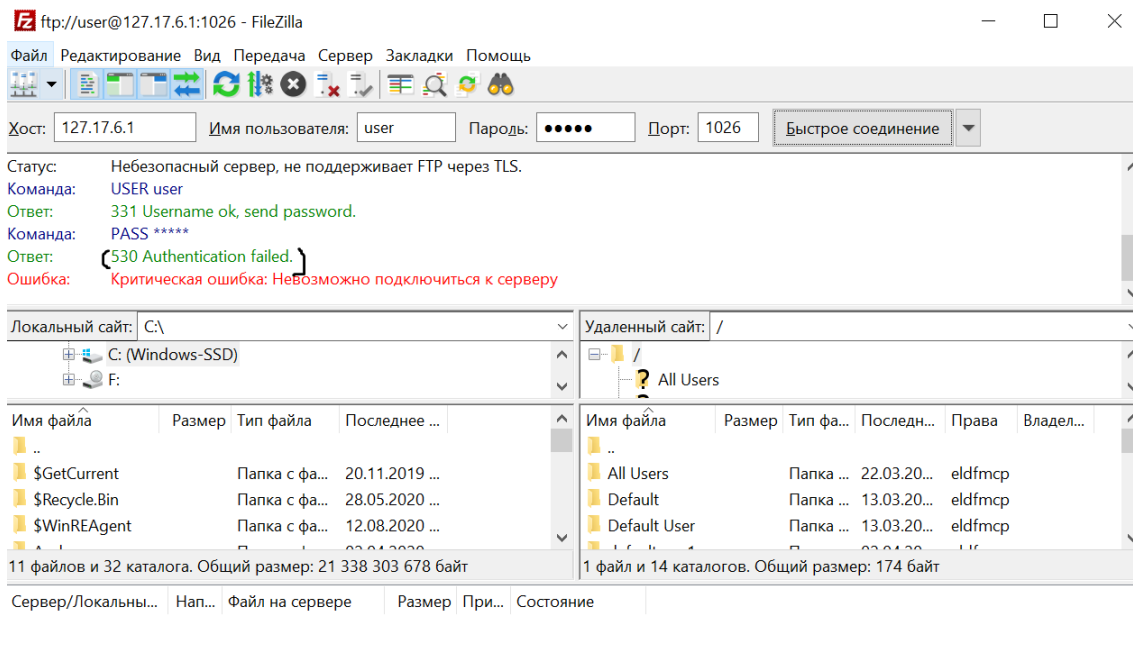 ftp://user@127.17.6.1:1026 - FileZilla
Файл Редактирование Вид Передача Сервер Закладки Помощь
Хост: 127.17.6.1 Имя пользователя: user Пароль: ●●●●● Порт: 1026 Быстрое соединение
Статус: Небезопасный сервер, не поддерживает FTP через TLS.
Команда: USER user
Ответ: 331 Username ok, send password.
Команда: PASS *****
Ответ: 530 Authentication failed.
Ошибка: Критическая ошибка: Невозможно подключиться к серверу
Локальный сайт: C:\ Удаленный сайт: /
C: (Windows-SSD) /
F: ? All Users
Имя файла Размер Тип файла Последнее ... Имя файла Размер Тип фа... Последн... Права Владел...
.. ..
$GetCurrent Папка с фа... 20.11.2019 ... All Users Папка ... 22.03.20... eldfmcp
$Recycle.Bin Папка с фа... 28.05.2020 ... Default Папка ... 13.03.20... eldfmcp
$WinREAgent Папка с фа... 12.08.2020 ... Default User Папка ... 13.03.20... eldfmcp
11 файлов и 32 каталога. Общий размер: 21 338 303 678 байт 1 файл и 14 каталогов. Общий размер: 174 байт
Сервер/Локальны... Нап... Файл на сервере Размер При... Состояние